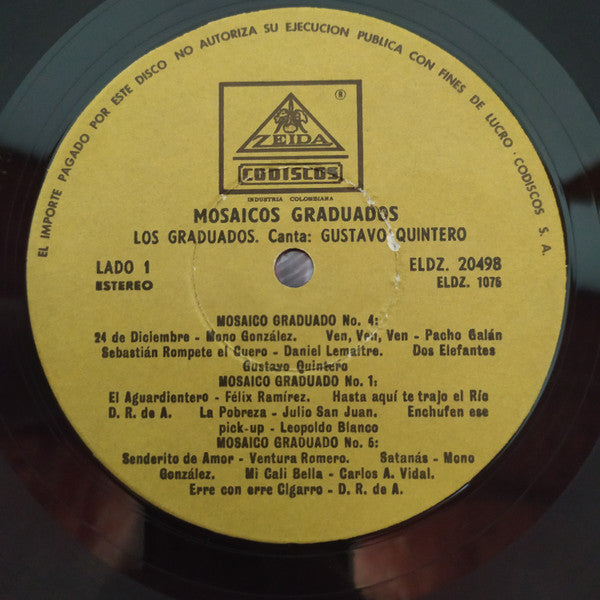 EL IMPORTE PAGADO POR ESTE DISCO NO AUTORIZA SU EJECUCION PUBLICA CON FINES DE LUCRO · CODISCOS S. A.
®
ZEIDA
CODISCOS
INDUSTRIA COLOMBIANA
MOSAICOS GRADUADOS
LOS GRADUADOS. Canta: GUSTAVO QUINTERO
LADO 1 ELDZ. 20498
ESTEREO ELDZ. 1076
MOSAICO GRADUADO No. 4:
24 de Diciembre - Mono González. Ven, Ven, Ven - Pacho Galán
Sebastián Rompete el Cuero - Daniel Lemaitre. Dos Elefantes
Gustavo Quintero
MOSAICO GRADUADO No. 1:
El Aguardientero - Félix Ramírez. Hasta aquí te trajo el Río
D. R. de A. La Pobreza - Julio San Juan. Enchufen ese
pick-up - Leopoldo Blanco
MOSAICO GRADUADO No. 5:
Senderito de Amor - Ventura Romero. Satanás - Mono
González. Mi Cali Bella - Carlos A. Vidal.
Erre con erre Cigarro - D. R. de A.